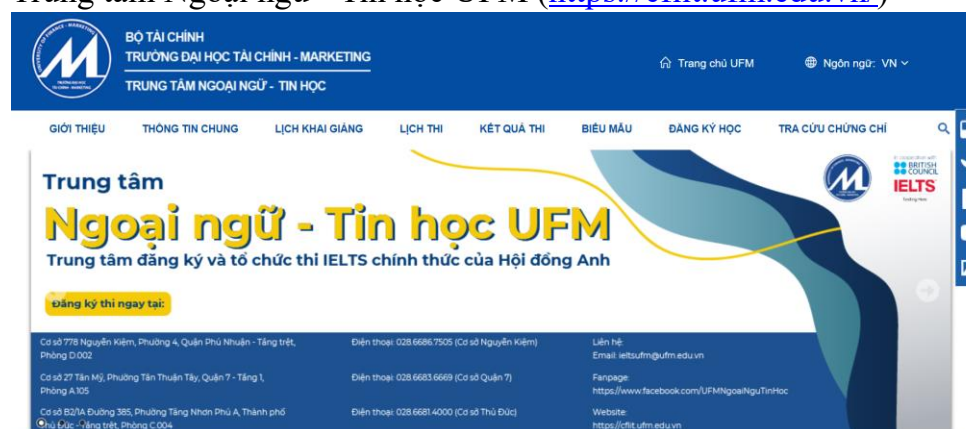 Trung tâm Ngoại ngữ - Tin học UFM (https://cflit.ufm.edu.vn/)
BỘ TÀI CHÍNH
TRƯỜNG ĐẠI HỌC TÀI CHÍNH - MARKETING
TRUNG TÂM NGOẠI NGỮ - TIN HỌC
Trang chủ UFM
Ngôn ngữ: VN
GIỚI THIỆU THÔNG TIN CHUNG LỊCH KHAI GIẢNG LỊCH THI KẾT QUẢ THI BIỂU MẪU ĐĂNG KÝ HỌC TRA CỨU CHỨNG CHỈ
BRITISH
COUNCIL
IELTS
Trung tâm
Ngoại ngữ - Tin học UFM
Trung tâm đăng ký và tổ chức thi IELTS chính thức của Hội đồng Anh
Đăng ký thi ngay tại:
Cơ sở 778 Nguyễn Kiệm, Phường 4, Quận Phú Nhuận - Tầng trệt,
Phòng D.002
Điện thoại: 028.6686.7505 (Cơ sở Nguyễn Kiệm)
Liên hệ:
Email: ieltsufm@ufm.edu.vn
Cơ sở 27 Tân Mỹ, Phường Tân Thuận Tây, Quận 7 - Tầng 1,
Phòng A.105
Điện thoại: 028.6683.6669 (Cơ sở Quận 7)
Fanpage:
https://www.facebook.com/UFMNgoaiNguTinHoc
Cơ sở B2/1A Đường 385, Phường Tăng Nhơn Phú A, Thành phố
Thủ Đức - Tầng trệt, Phòng C.004
Điện thoại: 028.6681.4000 (Cơ sở Thủ Đức)
Website:
https://cflit.ufm.edu.vn